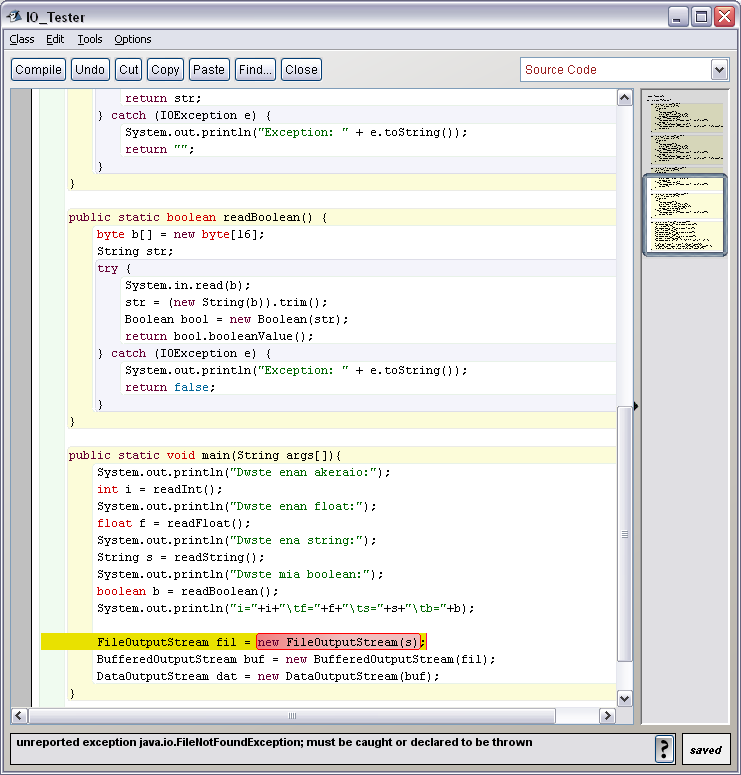 IO_Tester
Class Edit Tools Options
Compile Undo Cut Copy Paste Find... Close Source Code
return str;
} catch (IOException e) {
System.out.println("Exception: " + e.toString());
return "";
}
}
public static boolean readBoolean() {
byte b[] = new byte[16];
String str;
try {
System.in.read(b);
str = (new String(b)).trim();
Boolean bool = new Boolean(str);
return bool.booleanValue();
} catch (IOException e) {
System.out.println("Exception: " + e.toString());
return false;
}
}
public static void main(String args[]){
System.out.println("Dwste enan akeraio:");
int i = readInt();
System.out.println("Dwste enan float:");
float f = readFloat();
System.out.println("Dwste ena string:");
String s = readString();
System.out.println("Dwste mia boolean:");
boolean b = readBoolean();
System.out.println("i="+i+"\tf="+f+"\ts="+s+"\tb="+b);
FileOutputStream fil = new FileOutputStream(s);
BufferedOutputStream buf = new BufferedOutputStream(fil);
DataOutputStream dat = new DataOutputStream(buf);
}
unreported exception java.io.FileNotFoundException; must be caught or declared to be thrown
? saved